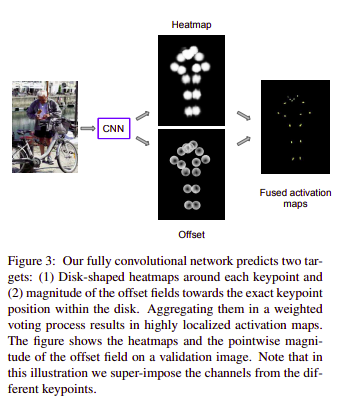 Heatmap
CNN
Fused activation
maps
Offset
Figure 3: Our fully convolutional network predicts two tar-
gets: (1) Disk-shaped heatmaps around each keypoint and
(2) magnitude of the offset fields towards the exact keypoint
position within the disk. Aggregating them in a weighted
voting process results in highly localized activation maps.
The figure shows the heatmaps and the pointwise magni-
tude of the offset field on a validation image. Note that in
this illustration we super-impose the channels from the dif-
ferent keypoints.